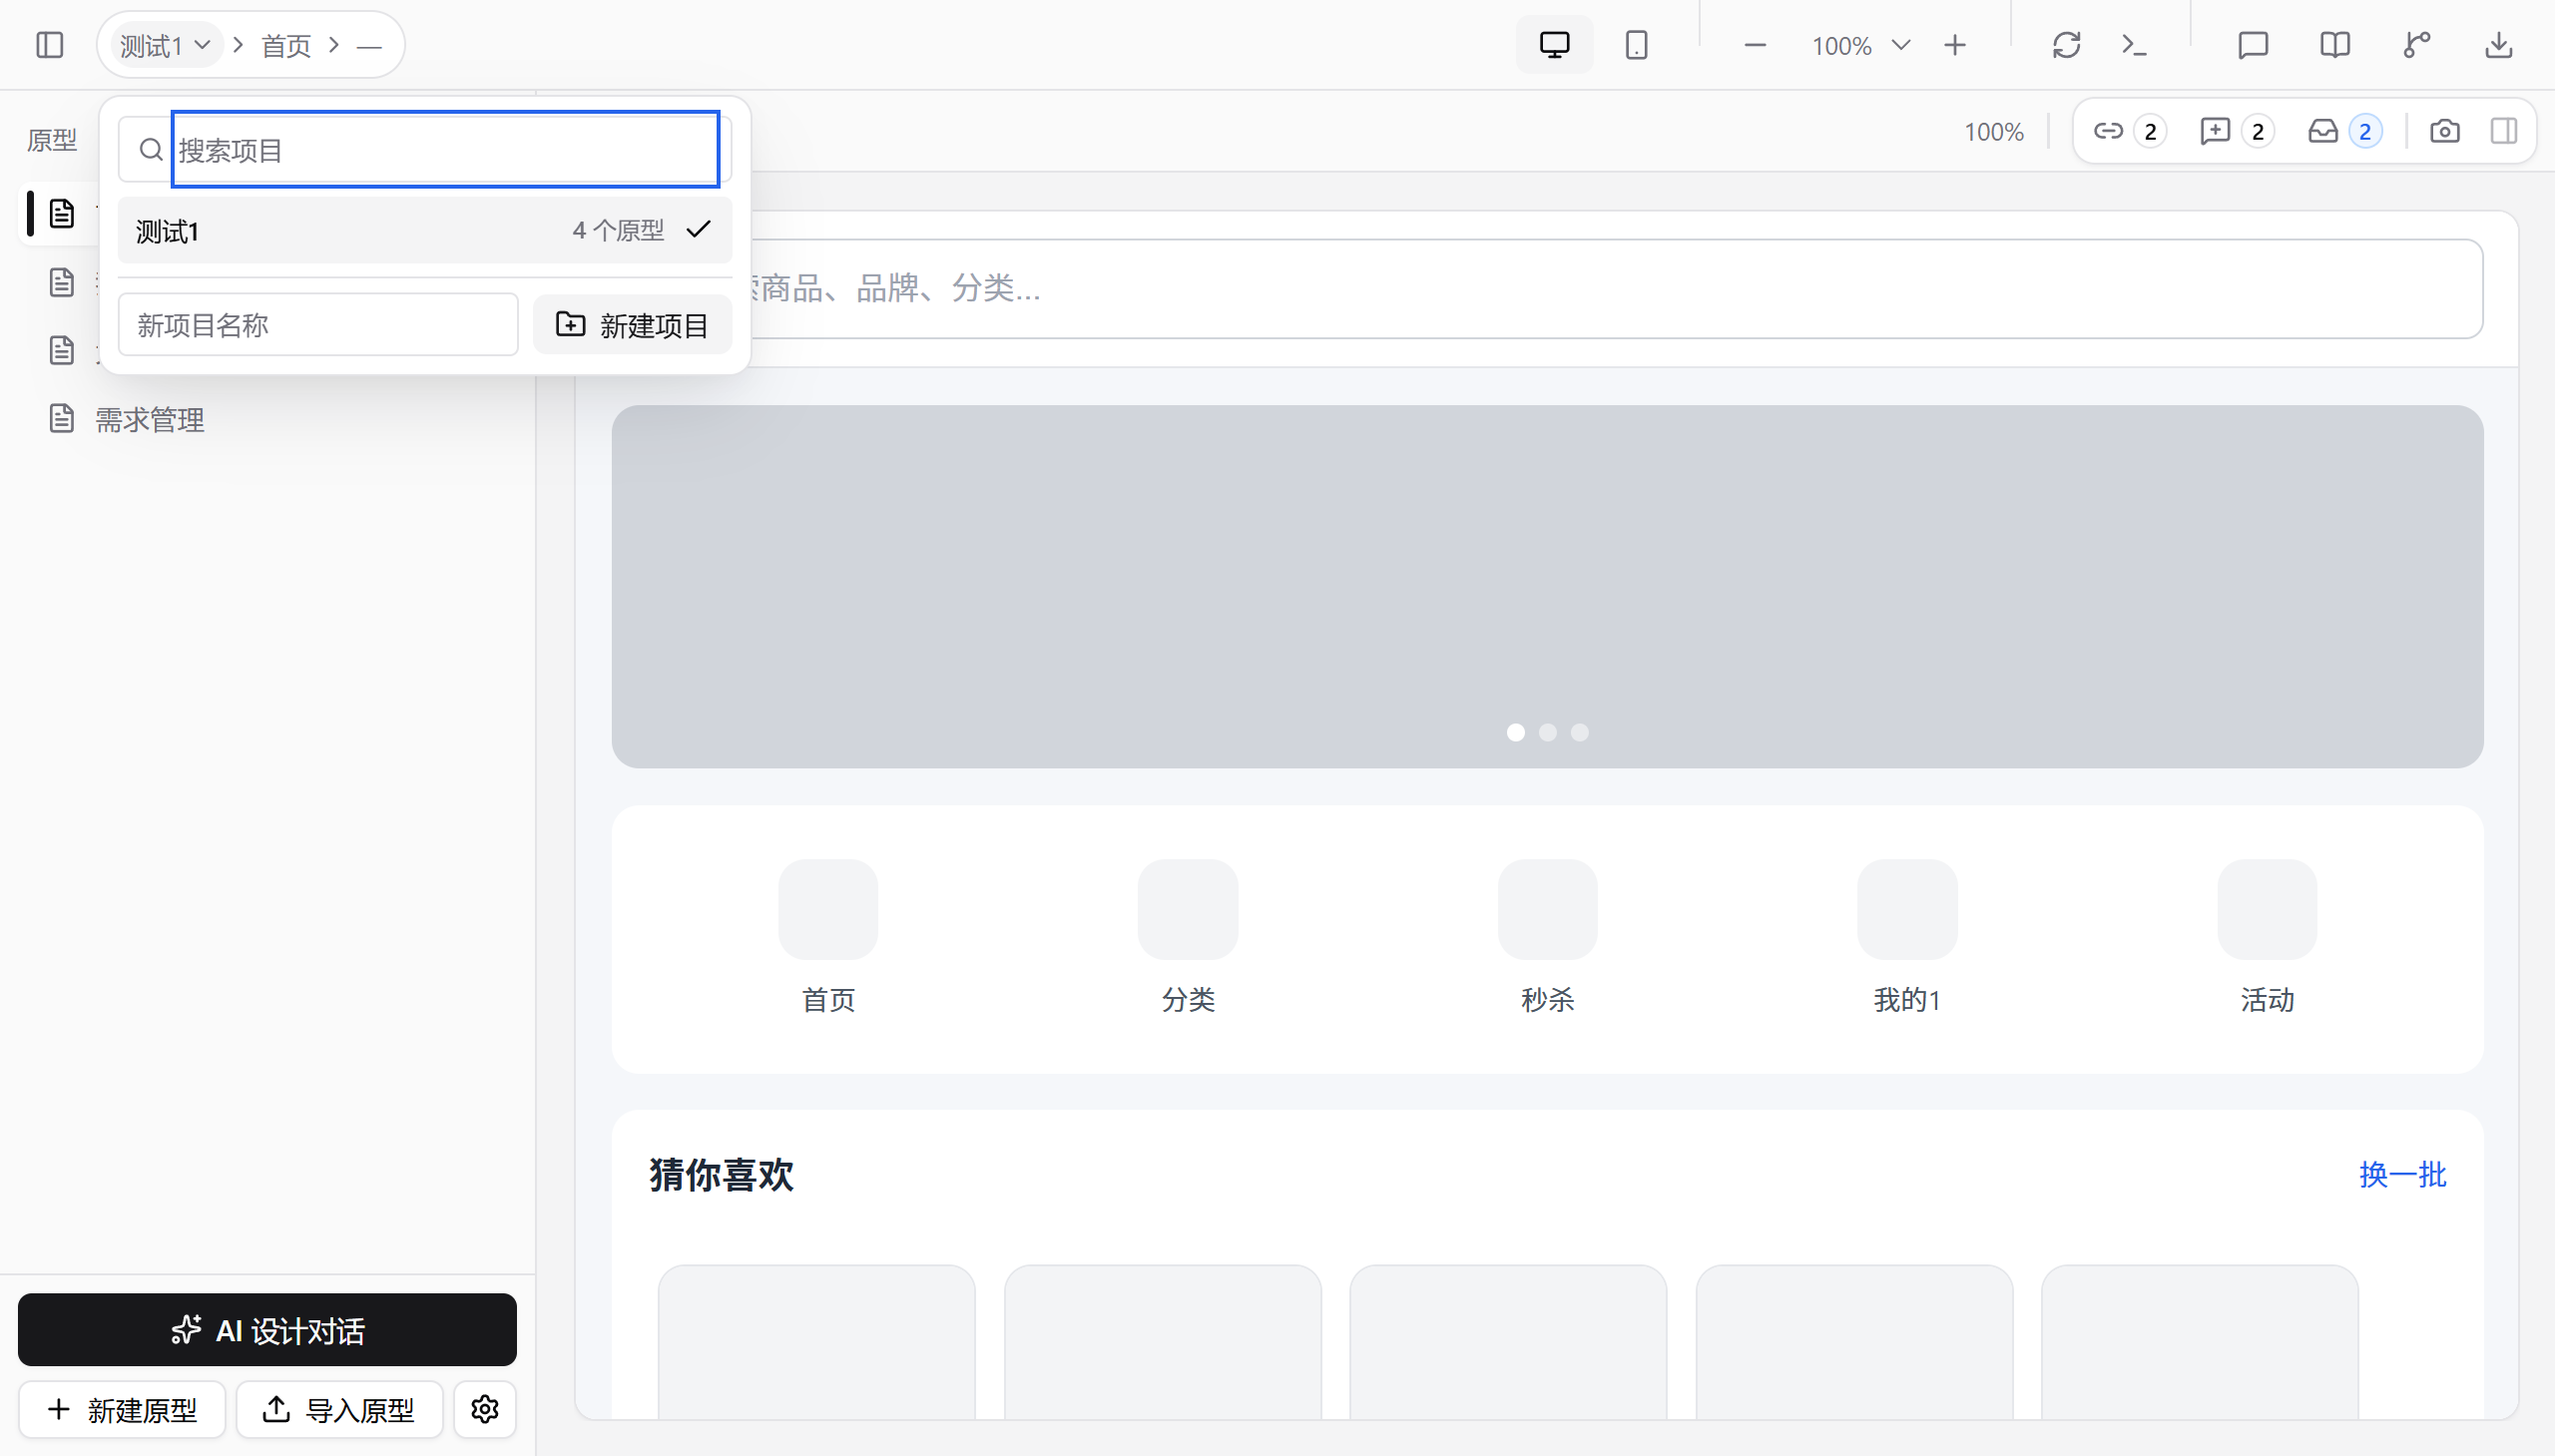 测试1 > 首页 > —
100%
原型
搜索项目
100%
2
2
2
测试1
4 个原型
商品、品牌、分类...
新项目名称
新建项目
需求管理
首页
分类
秒杀
我的1
活动
猜你喜欢
换一批
AI 设计对话
新建原型
导入原型